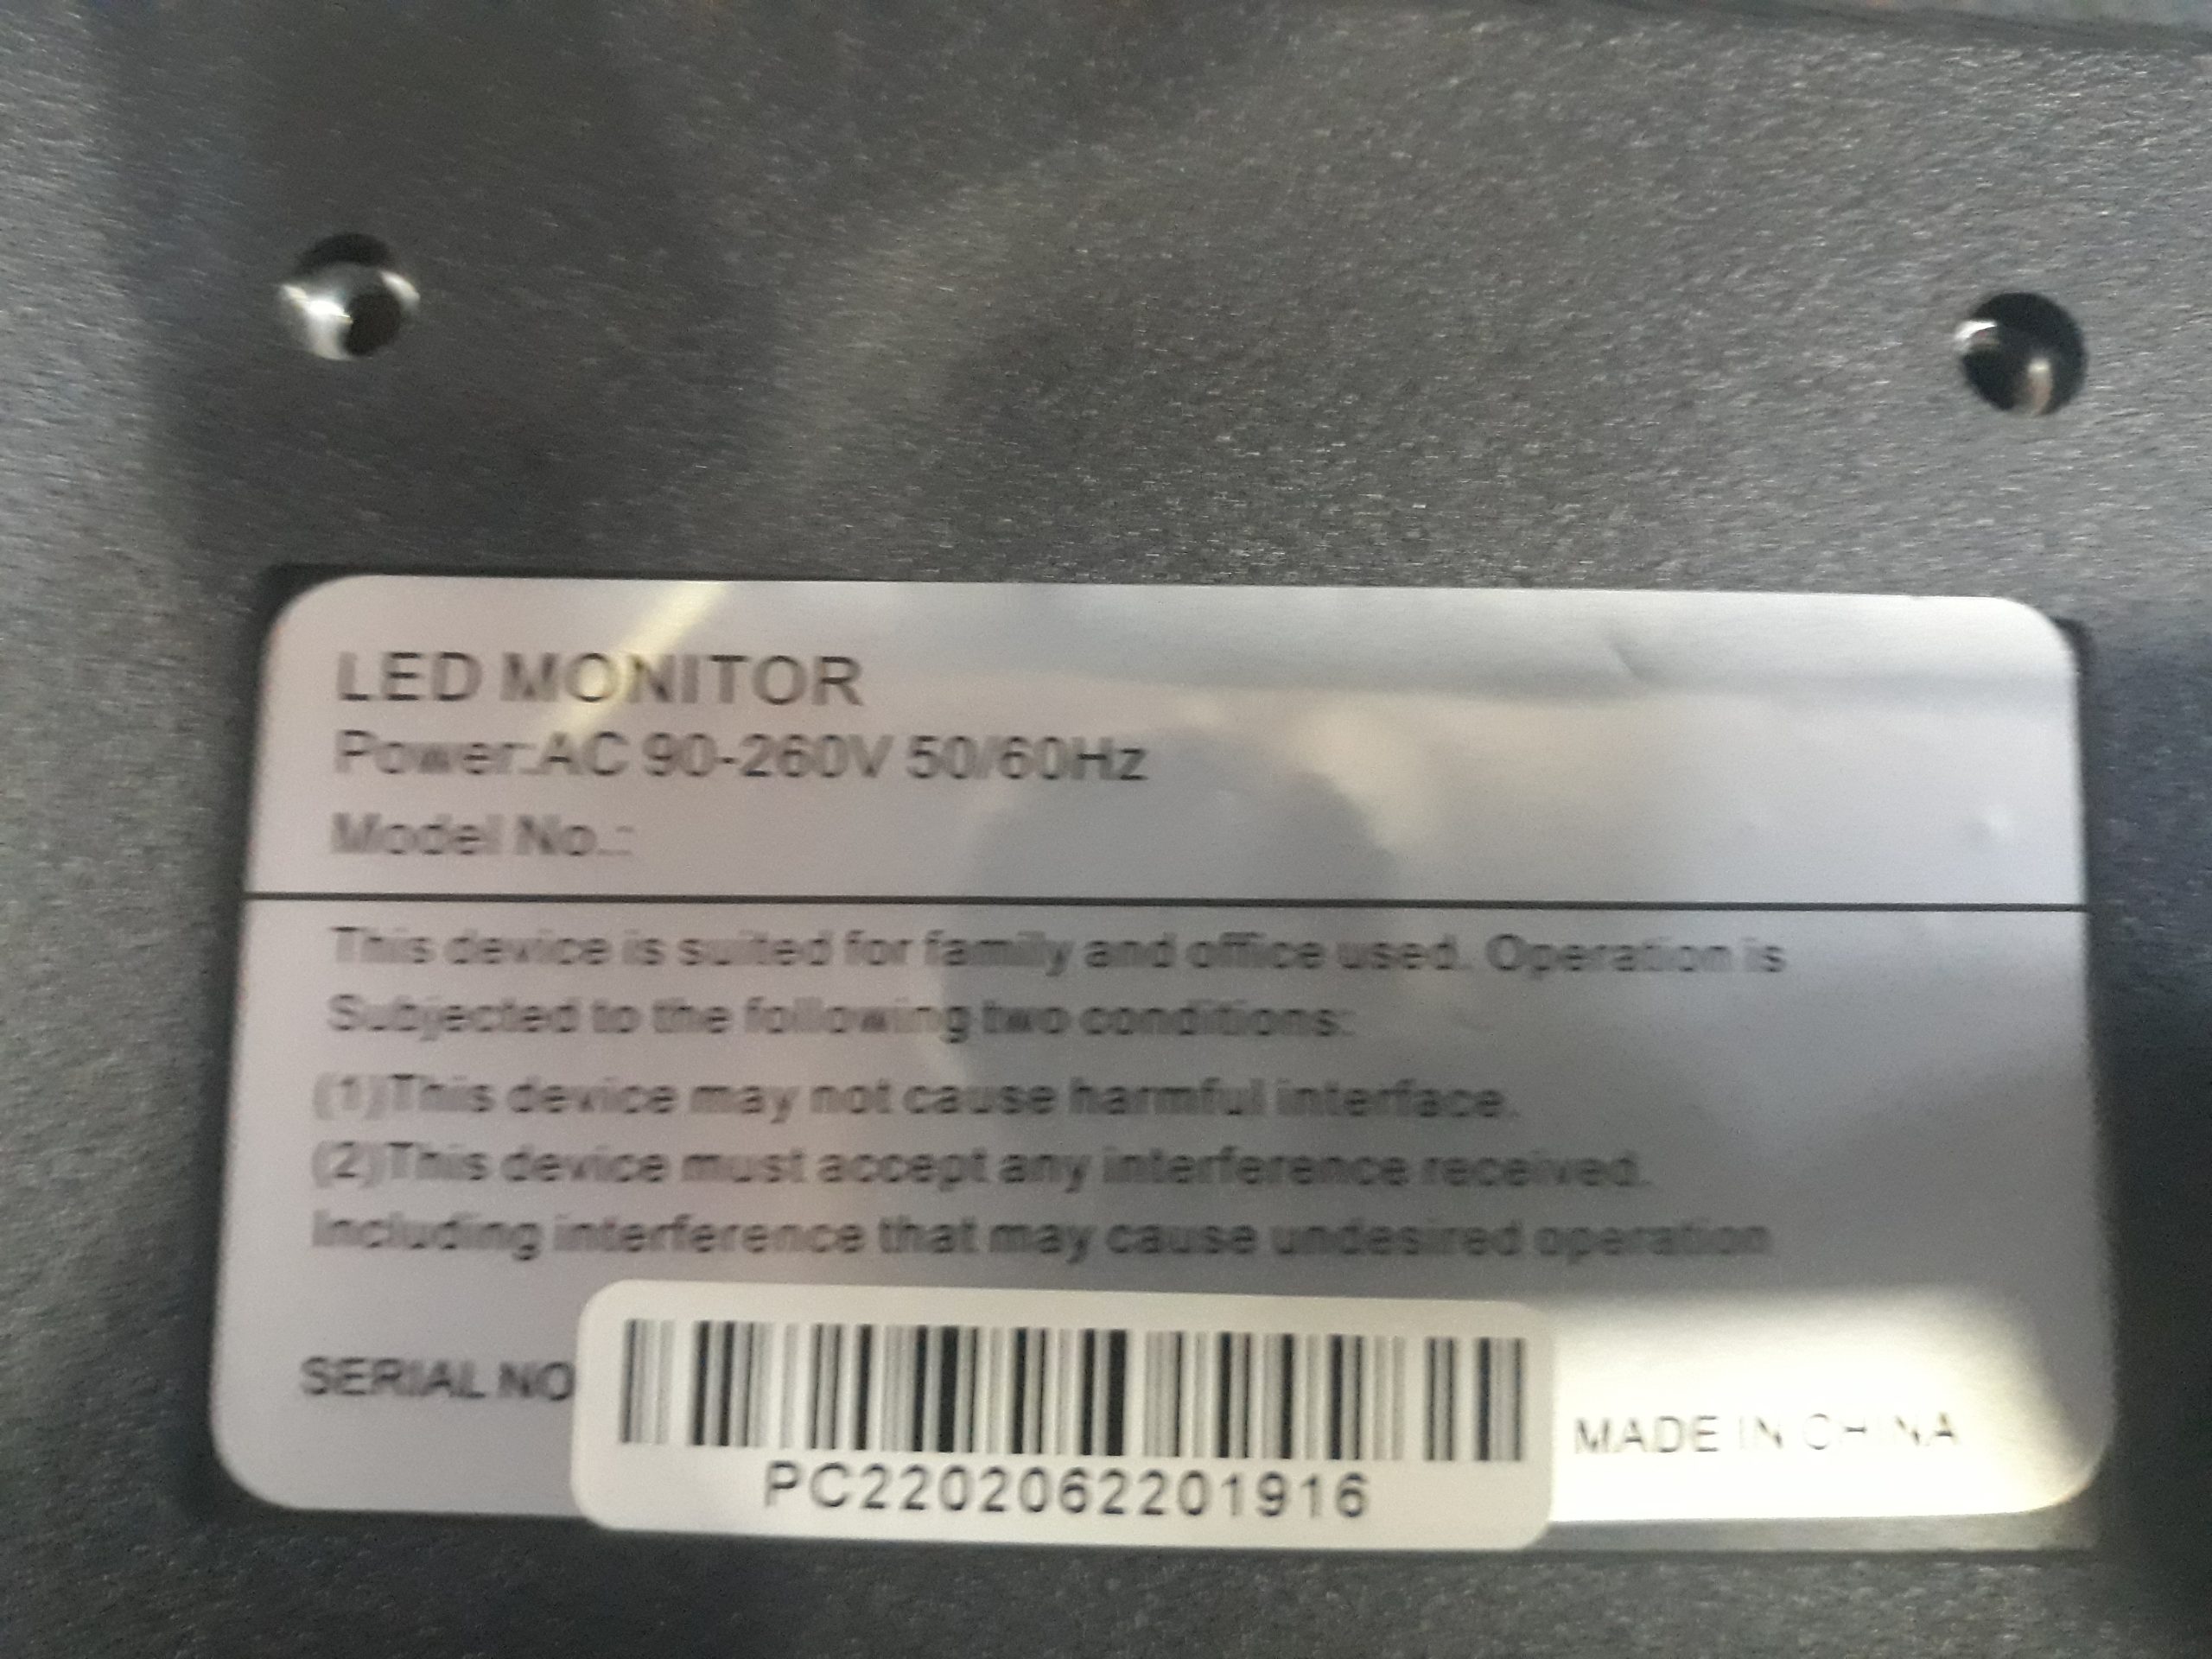 LED MONITOR
Power:AC 90-260V 50/60Hz
Model No.:
This device is suited for family and office used. Operation is
Subjected to the following two conditions:
(1)This device may not cause harmful interface.
(2)This device must accept any interference received.
Including interference that may cause undesired operation
SERIAL NO
PC2202062201916
MADE IN CHINA